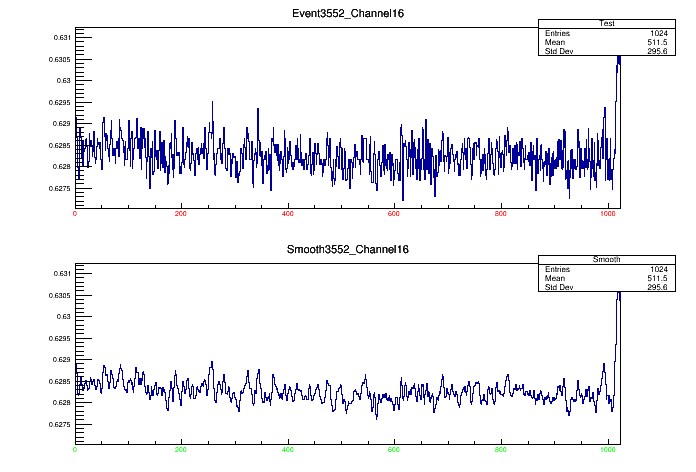 Event3552_Channel16
Test
Entries 1024
Mean 511.5
Std Dev 295.6
0.631
0.6305
0.63
0.6295
0.629
0.6285
0.628
0.6275
0 200 400 600 800 1000
Smooth3552_Channel16
Smooth
Entries 1024
Mean 511.5
Std Dev 295.6
0.631
0.6305
0.63
0.6295
0.629
0.6285
0.628
0.6275
0 200 400 600 800 1000